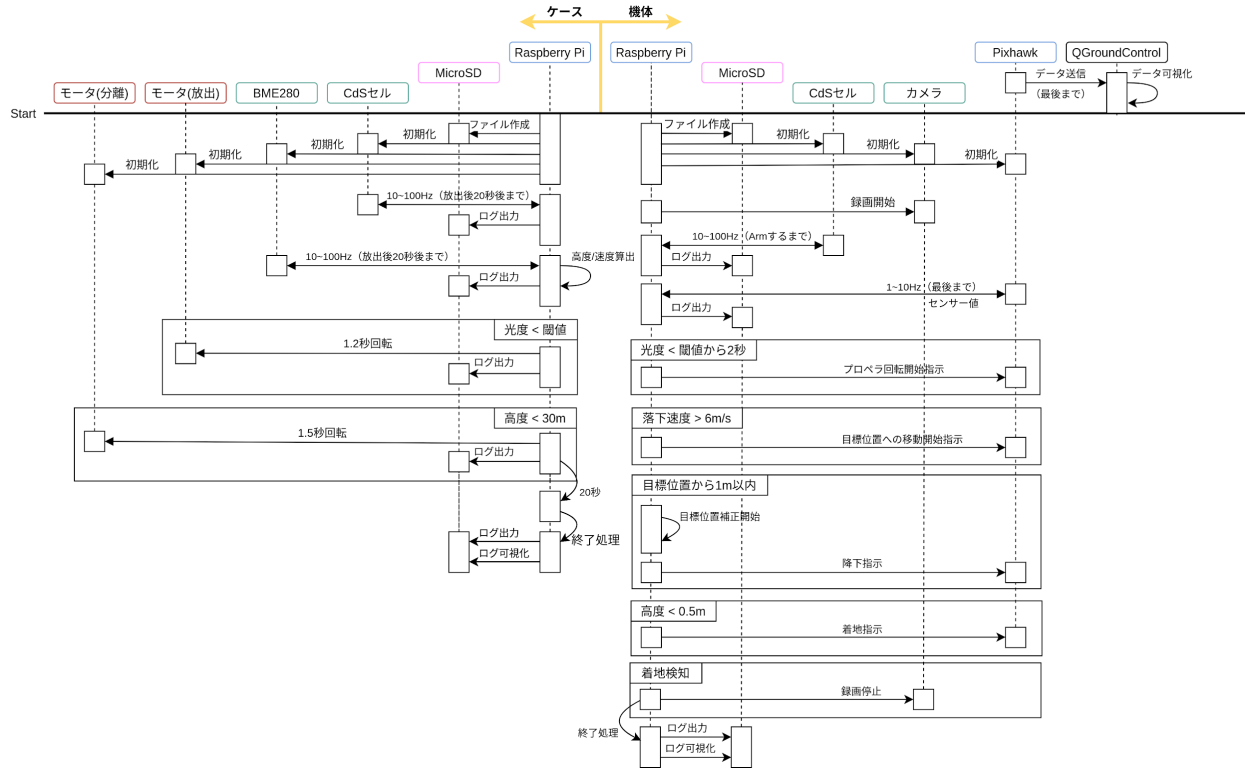 ケース
機体
Raspberry Pi
Raspberry Pi
Pixhawk
QGroundControl
MicroSD
MicroSD
データ送信
データ可視化
モータ(分離)
モータ(放出)
BME280
CdSセル
CdSセル
カメラ
（最後まで）
Start
ファイル作成
ファイル作成
初期化
初期化
初期化
初期化
初期化
初期化
初期化
10~100Hz（放出後20秒後まで）
録画開始
ログ出力
10~100Hz（Armするまで）
10~100Hz（放出後20秒後まで）
高度/速度算出
ログ出力
ログ出力
1~10Hz（最後まで）
センサー値
ログ出力
光度 < 閾値
1.2秒回転
光度 < 閾値から2秒
ログ出力
プロペラ回転開始指示
高度 < 30m
落下速度 > 6m/s
1.5秒回転
目標位置への移動開始指示
ログ出力
目標位置から1m以内
20秒
目標位置補正開始
ログ出力
終了処理
ログ可視化
降下指示
高度 < 0.5m
着地指示
着地検知
録画停止
終了処理
ログ出力
ログ可視化